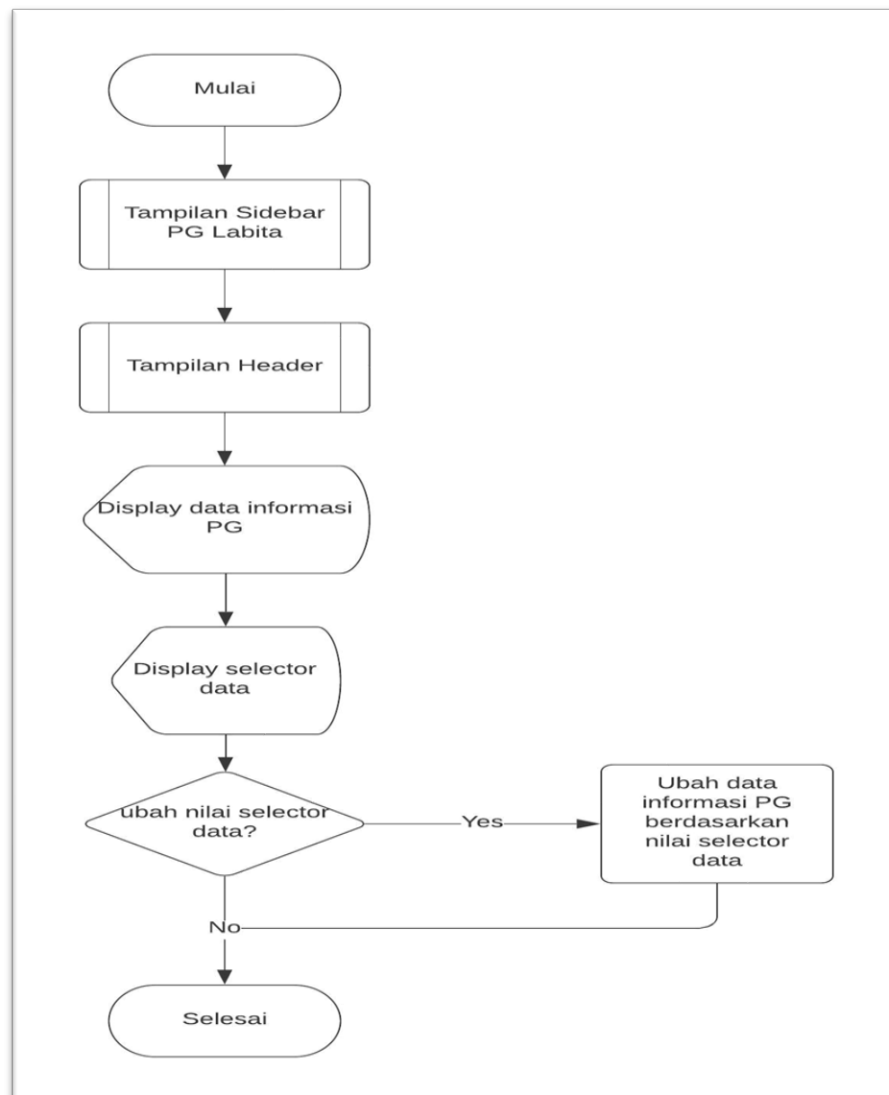 Mulai
Tampilan Sidebar
PG Labita
Tampilan Header
Display data informasi
PG
Display selector
data
ubah nilai selector
data?
Yes
Ubah data
informasi PG
berdasarkan
nilai selector
data
No
Selesai